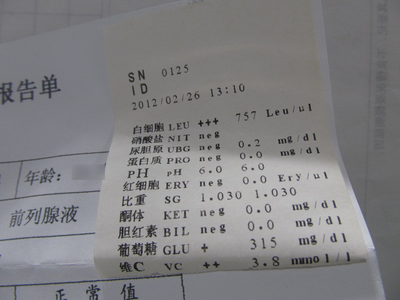 SN 0125
ID
2012/02/26 13:10
报告单
白细胞 LEU +++ 757 Leu/ul
硝酸盐 NIT neg
尿胆原 UBG neg 0.2 mg/dl
蛋白质 PRO neg 0.0 mg/dl
PH pH 6.0 6.0
年龄:
红细胞 ERY neg 0.0 Ery/ul
比重 SG 1.030 1.030
前列腺液
酮体 KET neg 0.0 mg/dl
胆红素 BIL neg 0.0 mg/dl
葡萄糖 GLU + 315 mg/dl
维C VC ++ 3.8 mmol/l
正常值